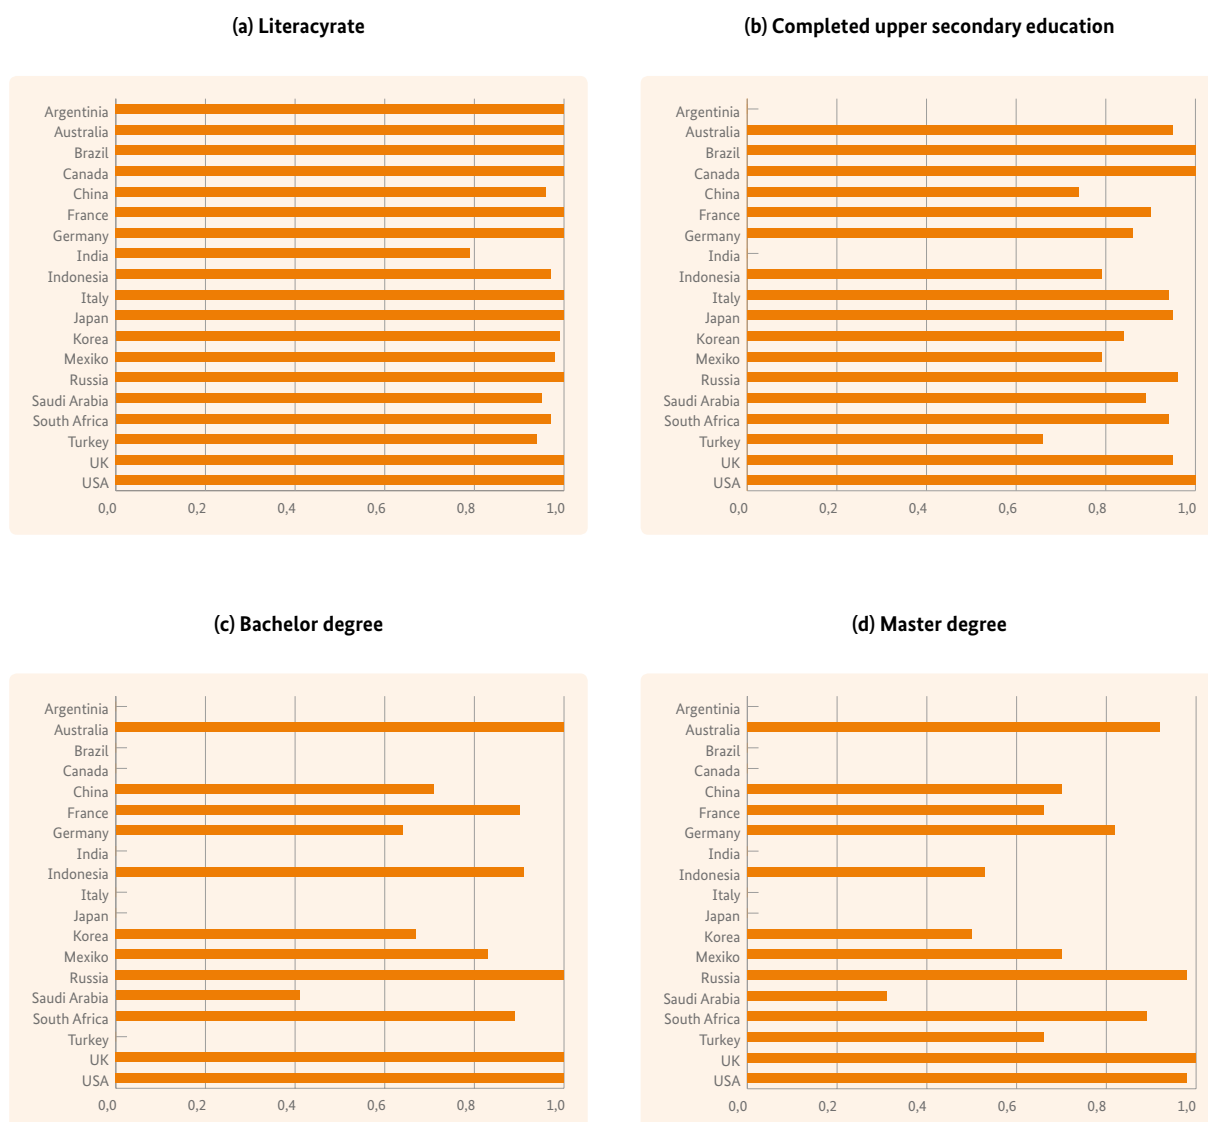 (a) Literacyrate
Argentinia
Australia
Brazil
Canada
China
France
Germany
India
Indonesia
Italy
Japan
Korea
Mexiko
Russia
Saudi Arabia
South Africa
Turkey
UK
USA
0,0 0,2 0,4 0,6 0,8 1,0
(b) Completed upper secondary education
Argentinia
Australia
Brazil
Canada
China
France
Germany
India
Indonesia
Italy
Japan
Korean
Mexiko
Russia
Saudi Arabia
South Africa
Turkey
UK
USA
0,0 0,2 0,4 0,6 0,8 1,0
(c) Bachelor degree
Argentinia
Australia
Brazil
Canada
China
France
Germany
India
Indonesia
Italy
Japan
Korea
Mexiko
Russia
Saudi Arabia
South Africa
Turkey
UK
USA
0,0 0,2 0,4 0,6 0,8 1,0
(d) Master degree
Argentinia
Australia
Brazil
Canada
China
France
Germany
India
Indonesia
Italy
Japan
Korea
Mexiko
Russia
Saudi Arabia
South Africa
Turkey
UK
USA
0,0 0,2 0,4 0,6 0,8 1,0